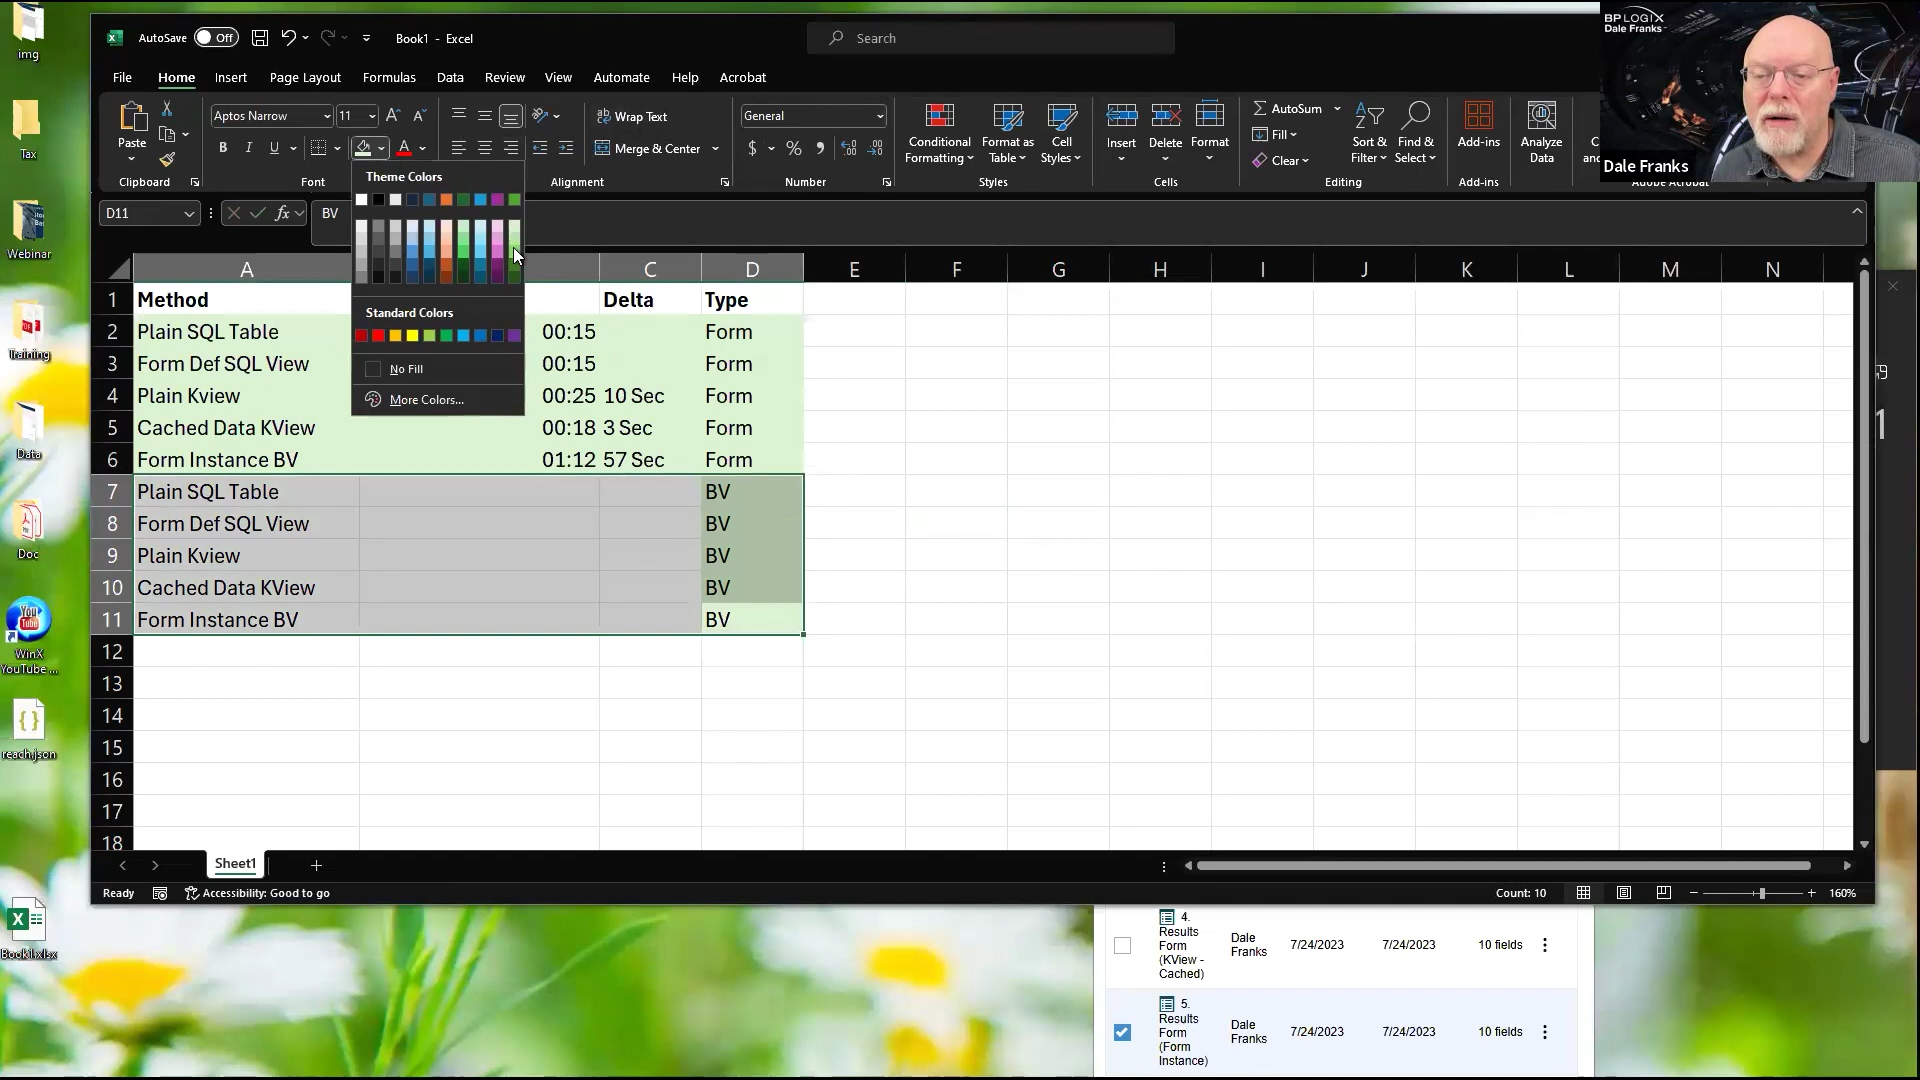 img
Tax
Webinar
Training
Data
Doc
WinX
YouTube ...
reach.json
Book1.xlsx
AutoSave Off
Book1 - Excel
Search
File Home Insert Page Layout Formulas Data Review View Automate Help Acrobat
Paste
Clipboard
Aptos Narrow 11
B I U
Font
Wrap Text
Merge & Center
Alignment
General
$ % ,
Number
Conditional
Formatting
Format as
Table
Cell
Styles
Styles
Insert
Delete
Format
Cells
AutoSum
Fill
Clear
Sort &
Filter
Find &
Select
Editing
Add-ins
Add-ins
Analyze
Data
BP LOGIX
Dale Franks
Dale Franks
D11
fx
BV
Theme Colors
Standard Colors
No Fill
More Colors...
A C D E F G H I J K L M N
1 Method Delta Type
2 Plain SQL Table 00:15 Form
3 Form Def SQL View 00:15 Form
4 Plain Kview 00:25 10 Sec Form
5 Cached Data KView 00:18 3 Sec Form
6 Form Instance BV 01:12 57 Sec Form
7 Plain SQL Table BV
8 Form Def SQL View BV
9 Plain Kview BV
10 Cached Data KView BV
11 Form Instance BV BV
12
13
14
15
16
17
18
Sheet1
Ready
Accessibility: Good to go
Count: 10
160%
4.
Results
Form
(KView -
Cached)
Dale
Franks
7/24/2023 7/24/2023 10 fields
5.
Results
Form
(Form
Instance)
Dale
Franks
7/24/2023 7/24/2023 10 fields